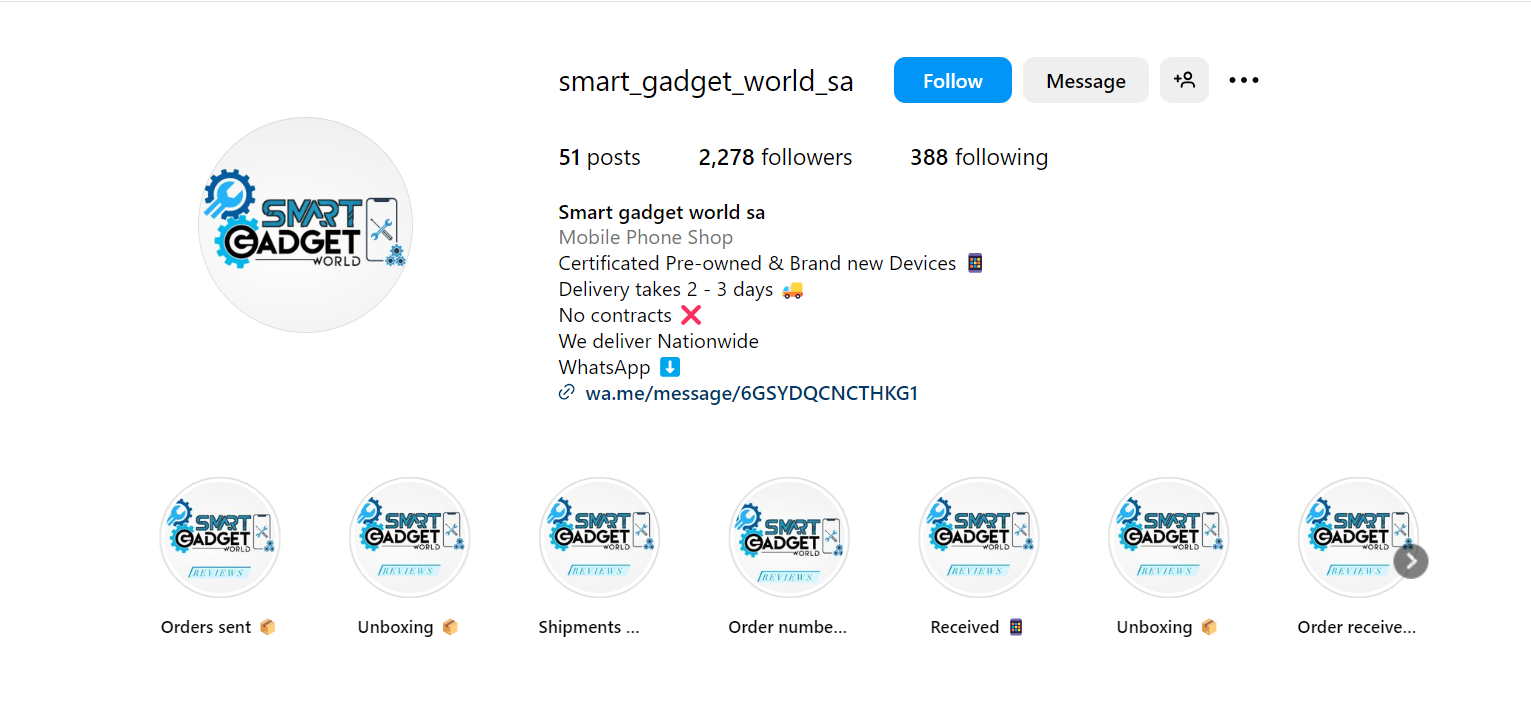 smart_gadget_world_sa
Follow
Message
51 posts
2,278 followers
388 following
SMART
GADGET
WORLD
Smart gadget world sa
Mobile Phone Shop
Certificated Pre-owned & Brand new Devices
Delivery takes 2 - 3 days
No contracts
We deliver Nationwide
WhatsApp
wa.me/message/6GSYDQCNCTHKG1
SMART
GADGET
WORLD
REVIEWS
SMART
GADGET
WORLD
REVIEWS
SMART
GADGET
WORLD
REVIEWS
SMART
GADGET
WORLD
REVIEWS
SMART
GADGET
WORLD
REVIEWS
SMART
GADGET
WORLD
REVIEWS
SMART
GADGET
WORLD
REVIEWS
Orders sent
Unboxing
Shipments ...
Order numbe...
Received
Unboxing
Order receive...